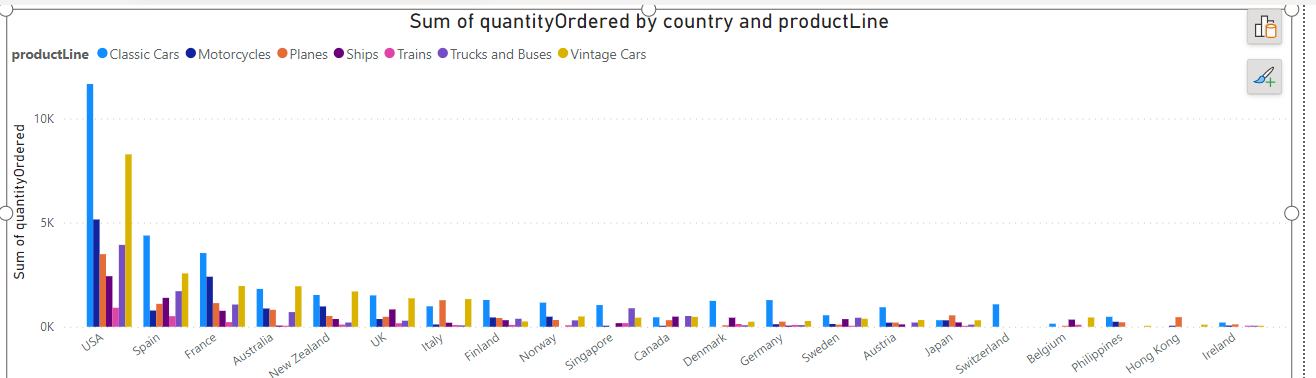 Sum of quantityOrdered by country and productLine
productLine Classic Cars Motorcycles Planes Ships Trains Trucks and Buses Vintage Cars
Sum of quantityOrdered
10K
5K
0K
USA Spain France Australia New Zealand UK Italy Finland Norway Singapore Canada Denmark Germany Sweden Austria Japan Switzerland Belgium Philippines Hong Kong Ireland